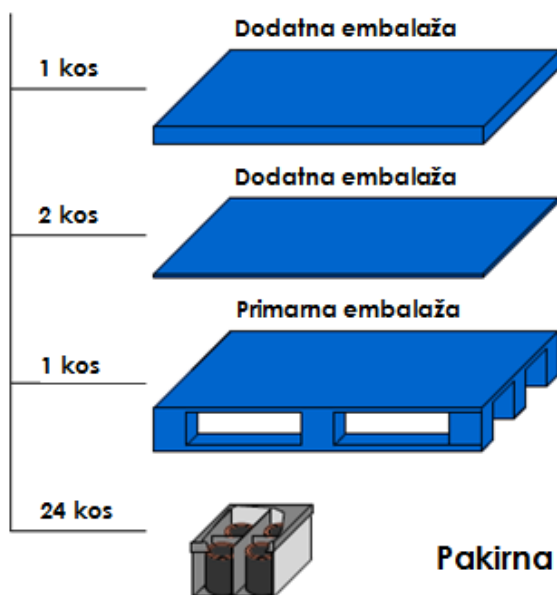 Dodatna embalaža
1 kos
Dodatna embalaža
2 kos
Primarna embalaža
1 kos
24 kos
Pakirna